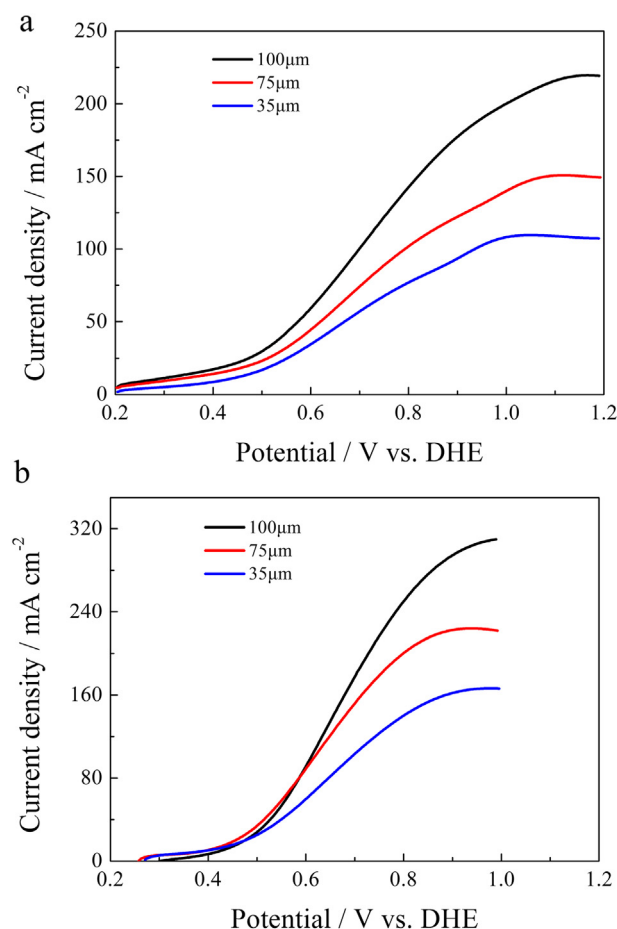 a
250
200
150
100
50
0
100μm
75μm
35μm
Current density / mA cm⁻²
0.2 0.4 0.6 0.8 1.0 1.2
Potential / V vs. DHE
b
320
240
160
80
0
100μm
75μm
35μm
Current density / mA cm⁻²
0.2 0.4 0.6 0.8 1.0 1.2
Potential / V vs. DHE